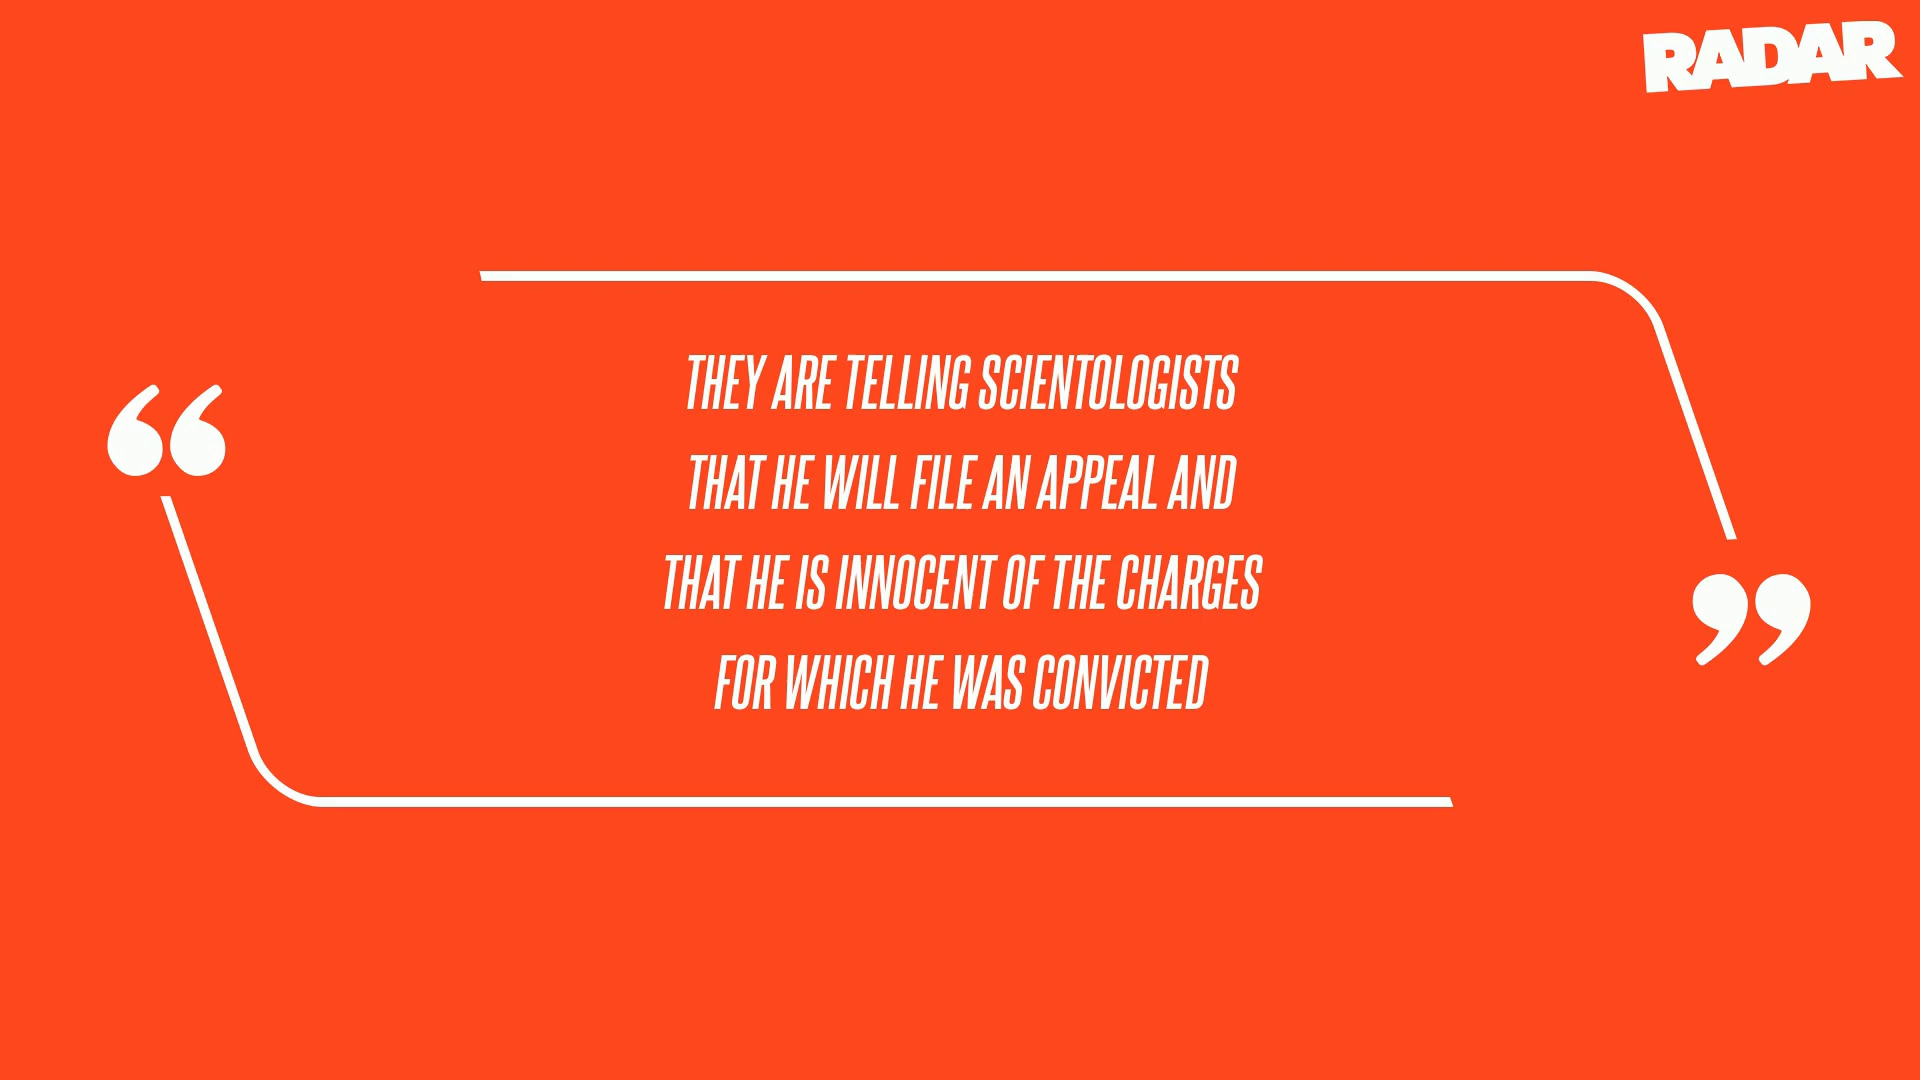 RADAR
“
THEY ARE TELLING SCIENTOLOGISTS
THAT HE WILL FILE AN APPEAL AND
THAT HE IS INNOCENT OF THE CHARGES
FOR WHICH HE WAS CONVICTED
”